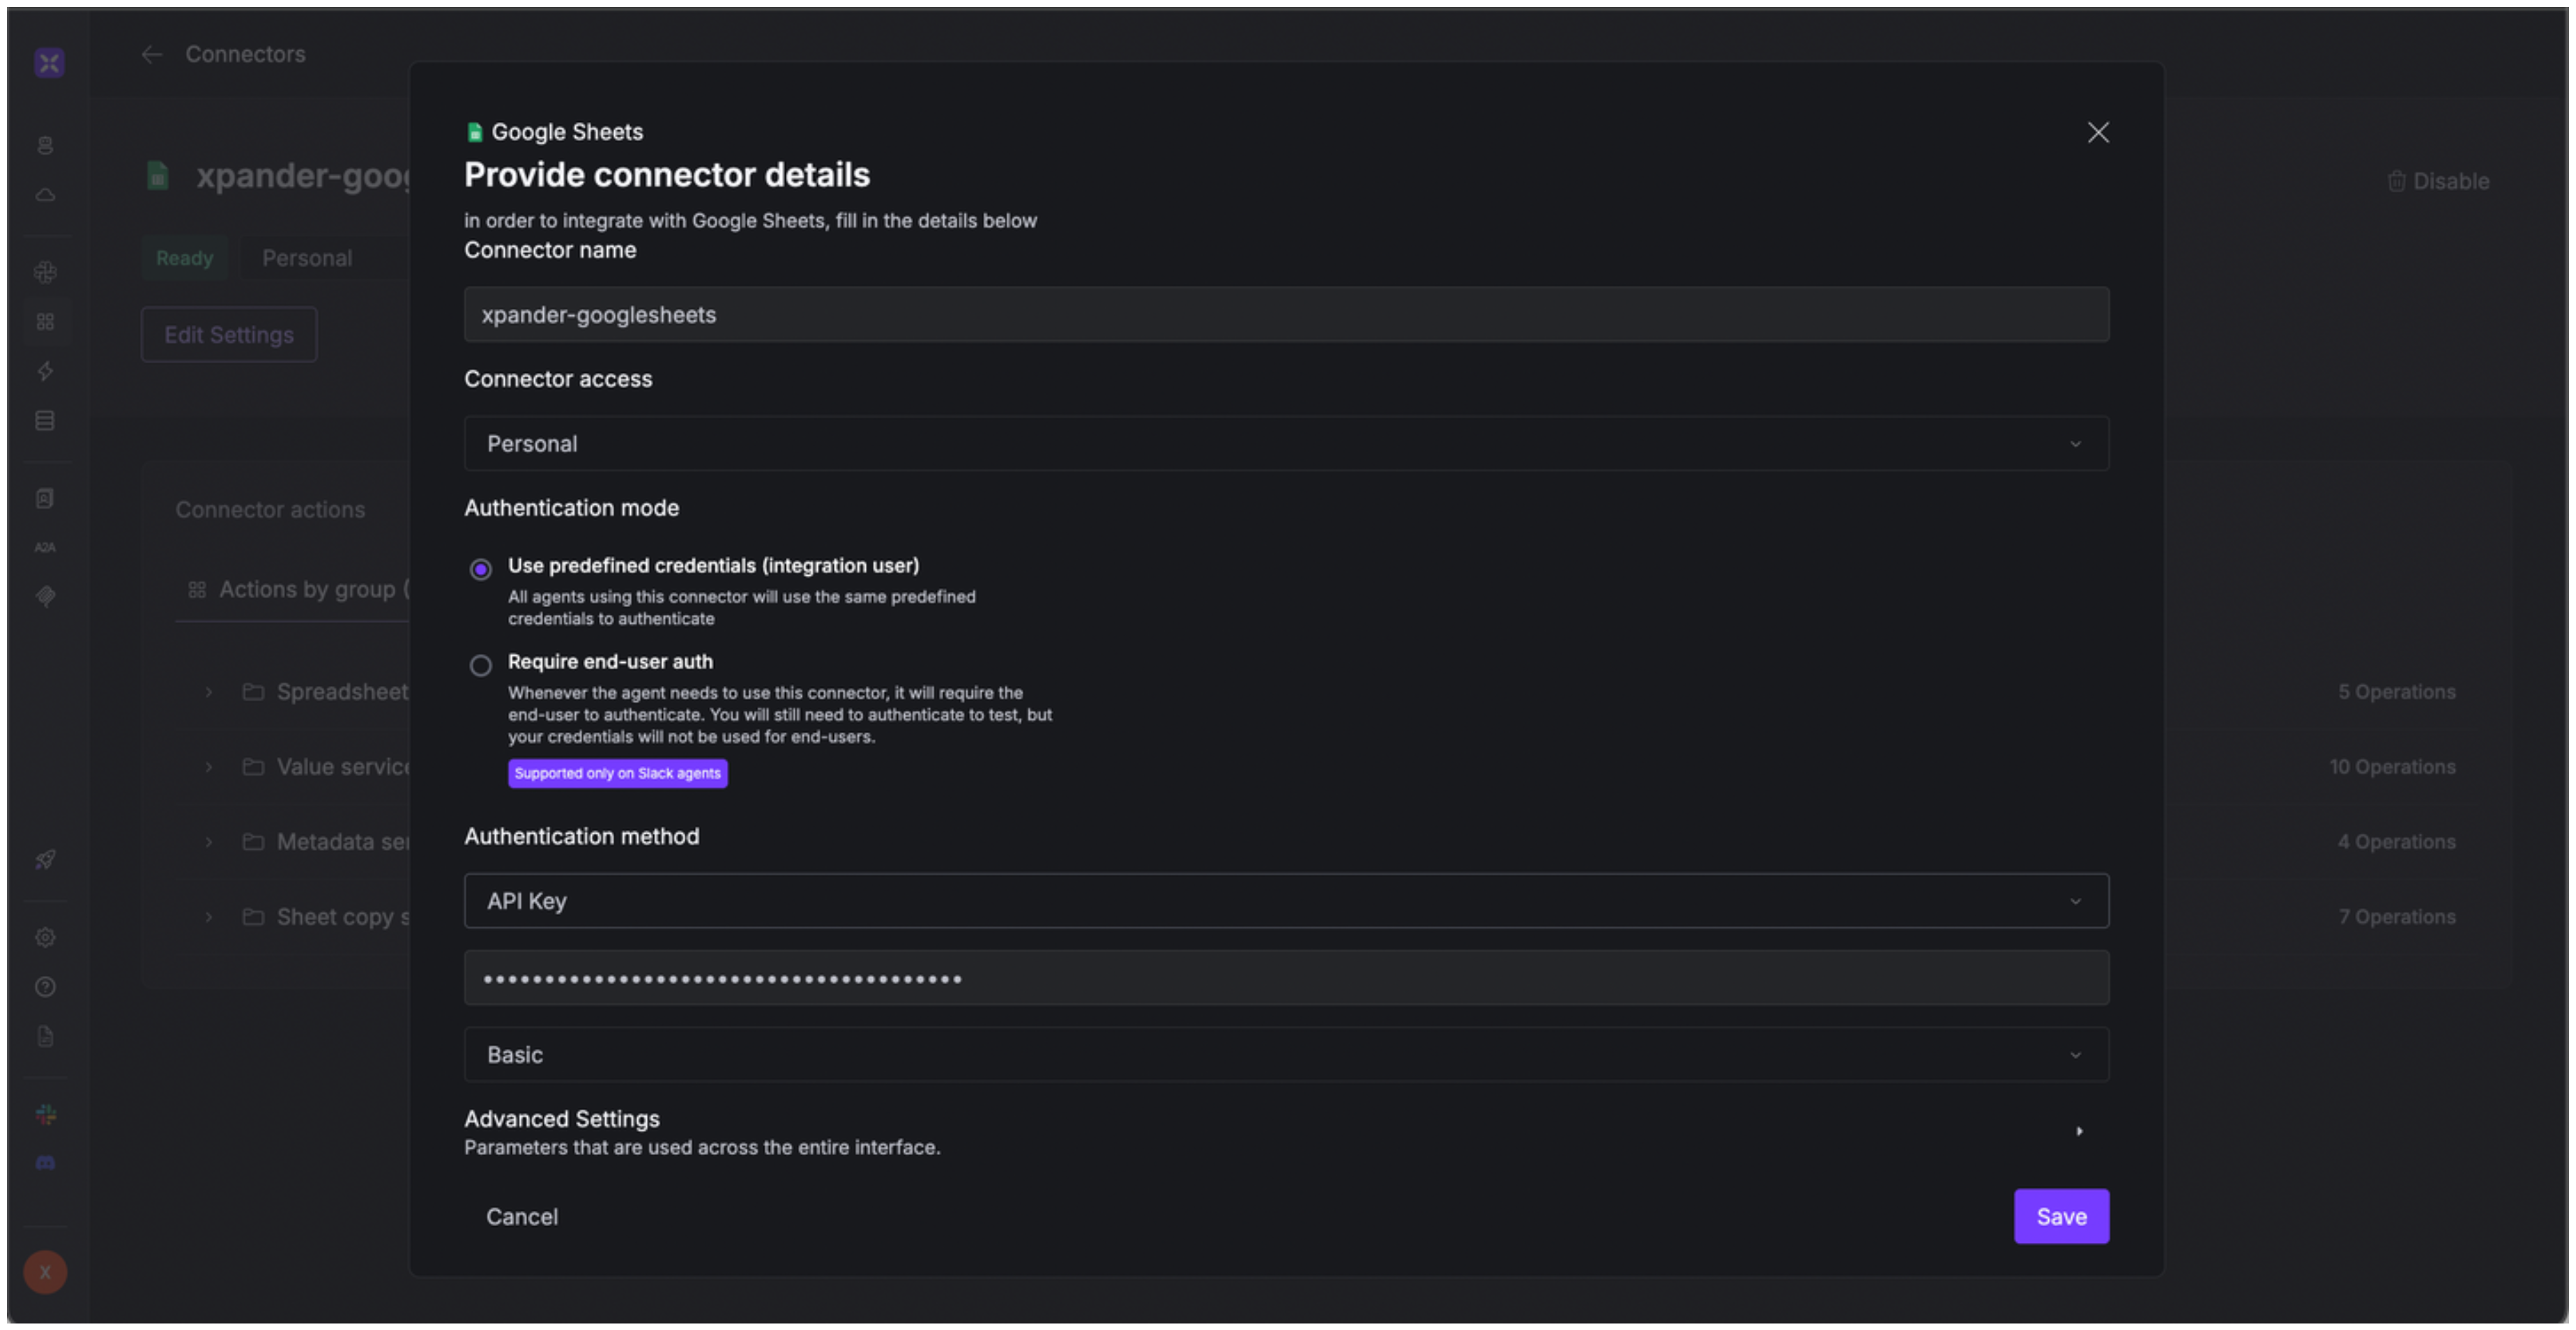 Connectors
xpander-goog
Disable
Ready
Personal
Edit Settings
Connector actions
Actions by group (
Spreadsheet
5 Operations
Value service
10 Operations
Metadata ser
4 Operations
Sheet copy s
7 Operations
A2A
X
Google Sheets
Provide connector details
in order to integrate with Google Sheets, fill in the details below
Connector name
xpander-googlesheets
Connector access
Personal
Authentication mode
Use predefined credentials (integration user)
All agents using this connector will use the same predefined
credentials to authenticate
Require end-user auth
Whenever the agent needs to use this connector, it will require the
end-user to authenticate. You will still need to authenticate to test, but
your credentials will not be used for end-users.
Supported only on Slack agents
Authentication method
API Key
•••••••••••••••••••••••••••••••••••••••
Basic
Advanced Settings
Parameters that are used across the entire interface.
Cancel
Save